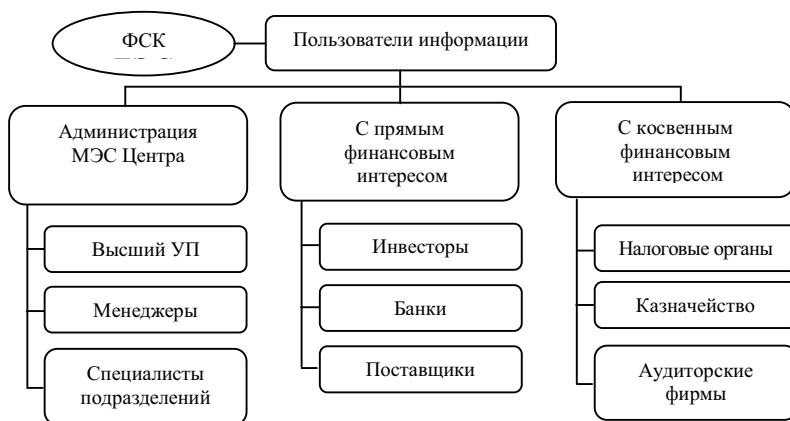 ФСК
Пользователи информации
Администрация
МЭС Центра
С прямым
финансовым
интересом
С косвенным
финансовым
интересом
Высший УП
Менеджеры
Специалисты
подразделений
Инвесторы
Банки
Поставщики
Налоговые органы
Казначейство
Аудиторские
фирмы